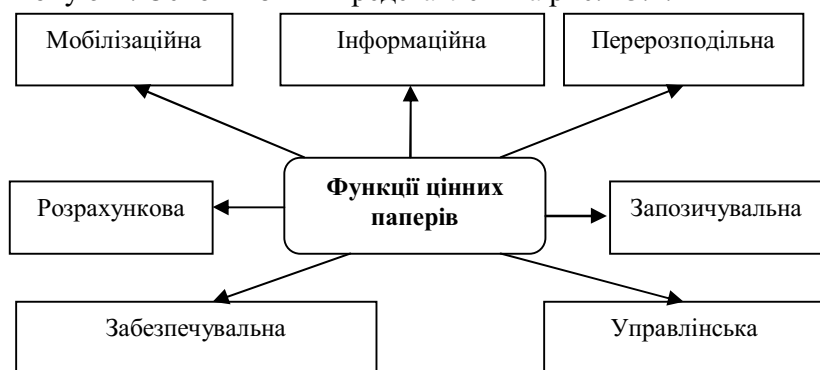 Мобілізаційна
Інформаційна
Перерозподільна
Функції цінних
паперів
Розрахункова
Запозичувальна
Забезпечувальна
Управлінська